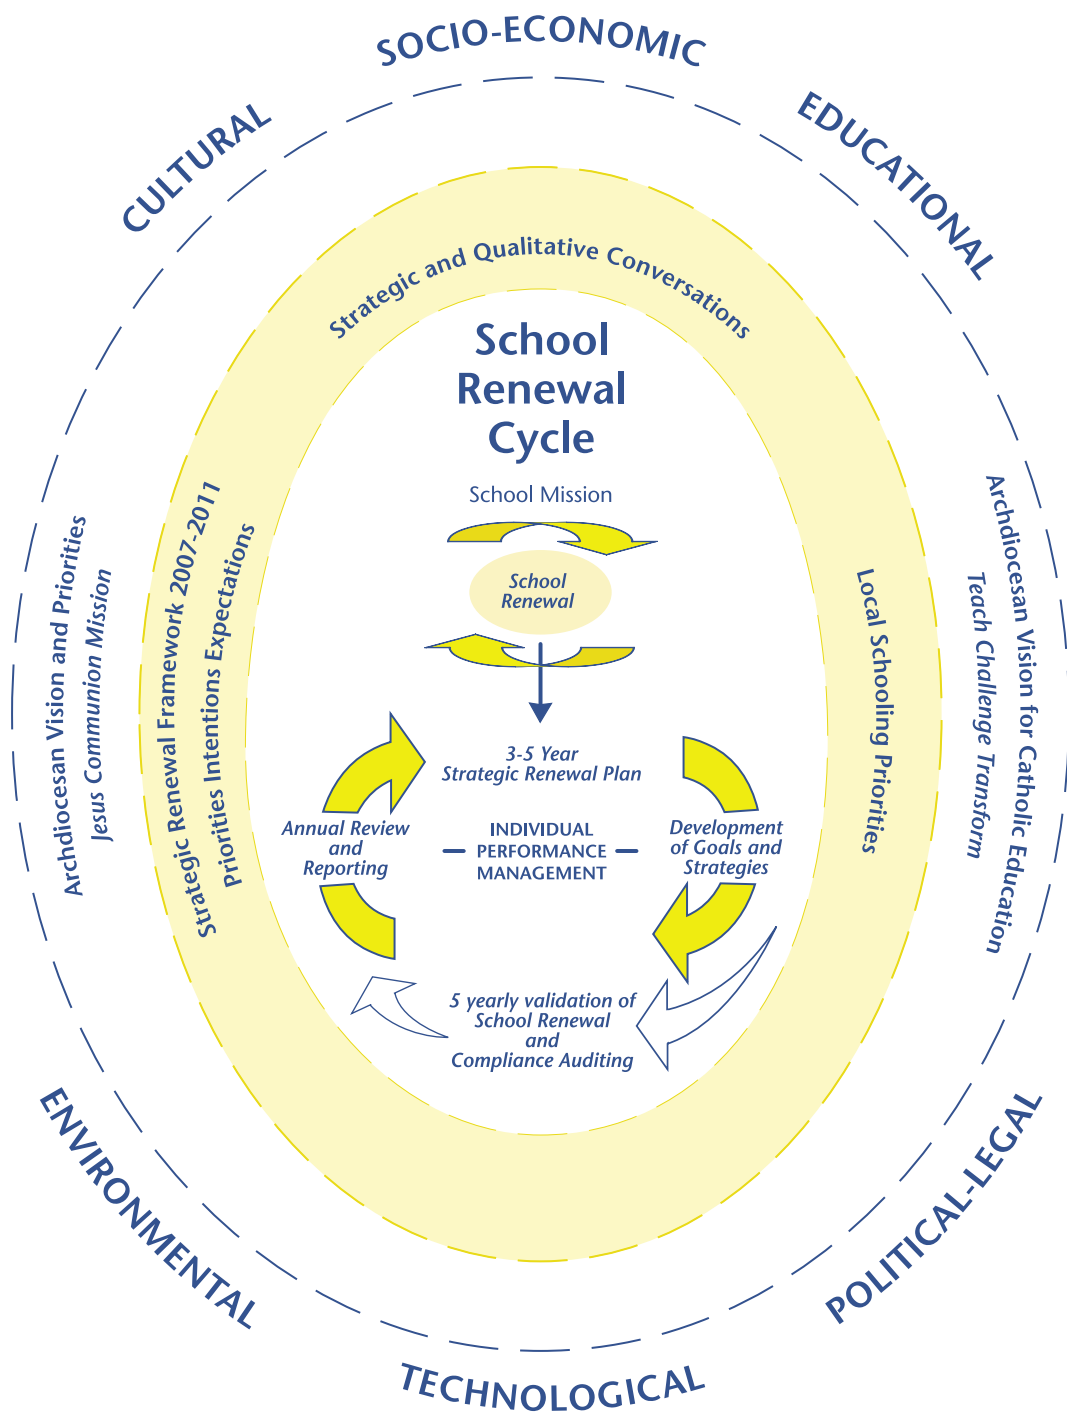 SOCIO-ECONOMIC
CULTURAL
EDUCATIONAL
Strategic and Qualitative Conversations
School
Renewal
Cycle
School Mission
School
Renewal
Archdiocesan Vision and Priorities
Jesus Communion Mission
Strategic Renewal Framework 2007-2011
Priorities Intentions Expectations
Local Schooling Priorities
Archdiocesan Vision for Catholic Education
Teach Challenge Transform
3-5 Year
Strategic Renewal Plan
Annual Review
and
Reporting
INDIVIDUAL
PERFORMANCE
MANAGEMENT
Development
of Goals and
Strategies
5 yearly validation of
School Renewal
and
Compliance Auditing
ENVIRONMENTAL
POLITICAL-LEGAL
TECHNOLOGICAL